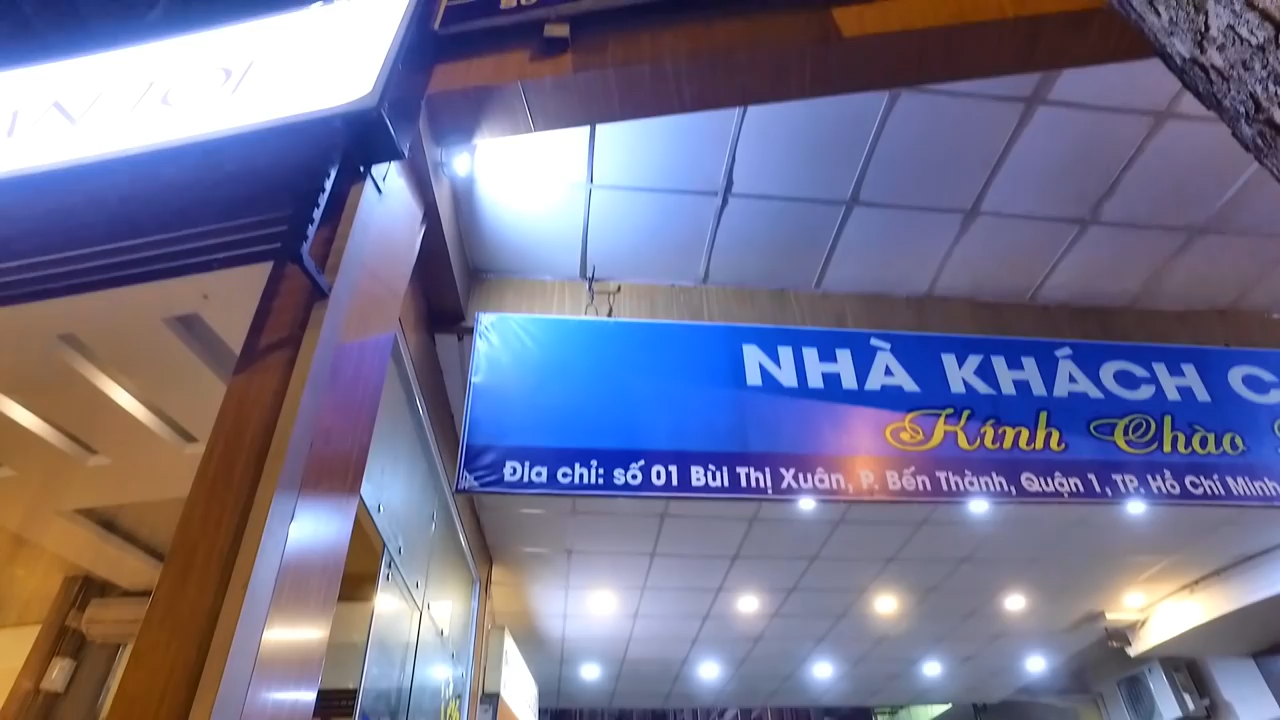 NHÀ KHÁCH C
Kính Chào
Địa chỉ: số 01 Bùi Thị Xuân, P. Bến Thành, Quận 1, TP. Hồ Chí Minh